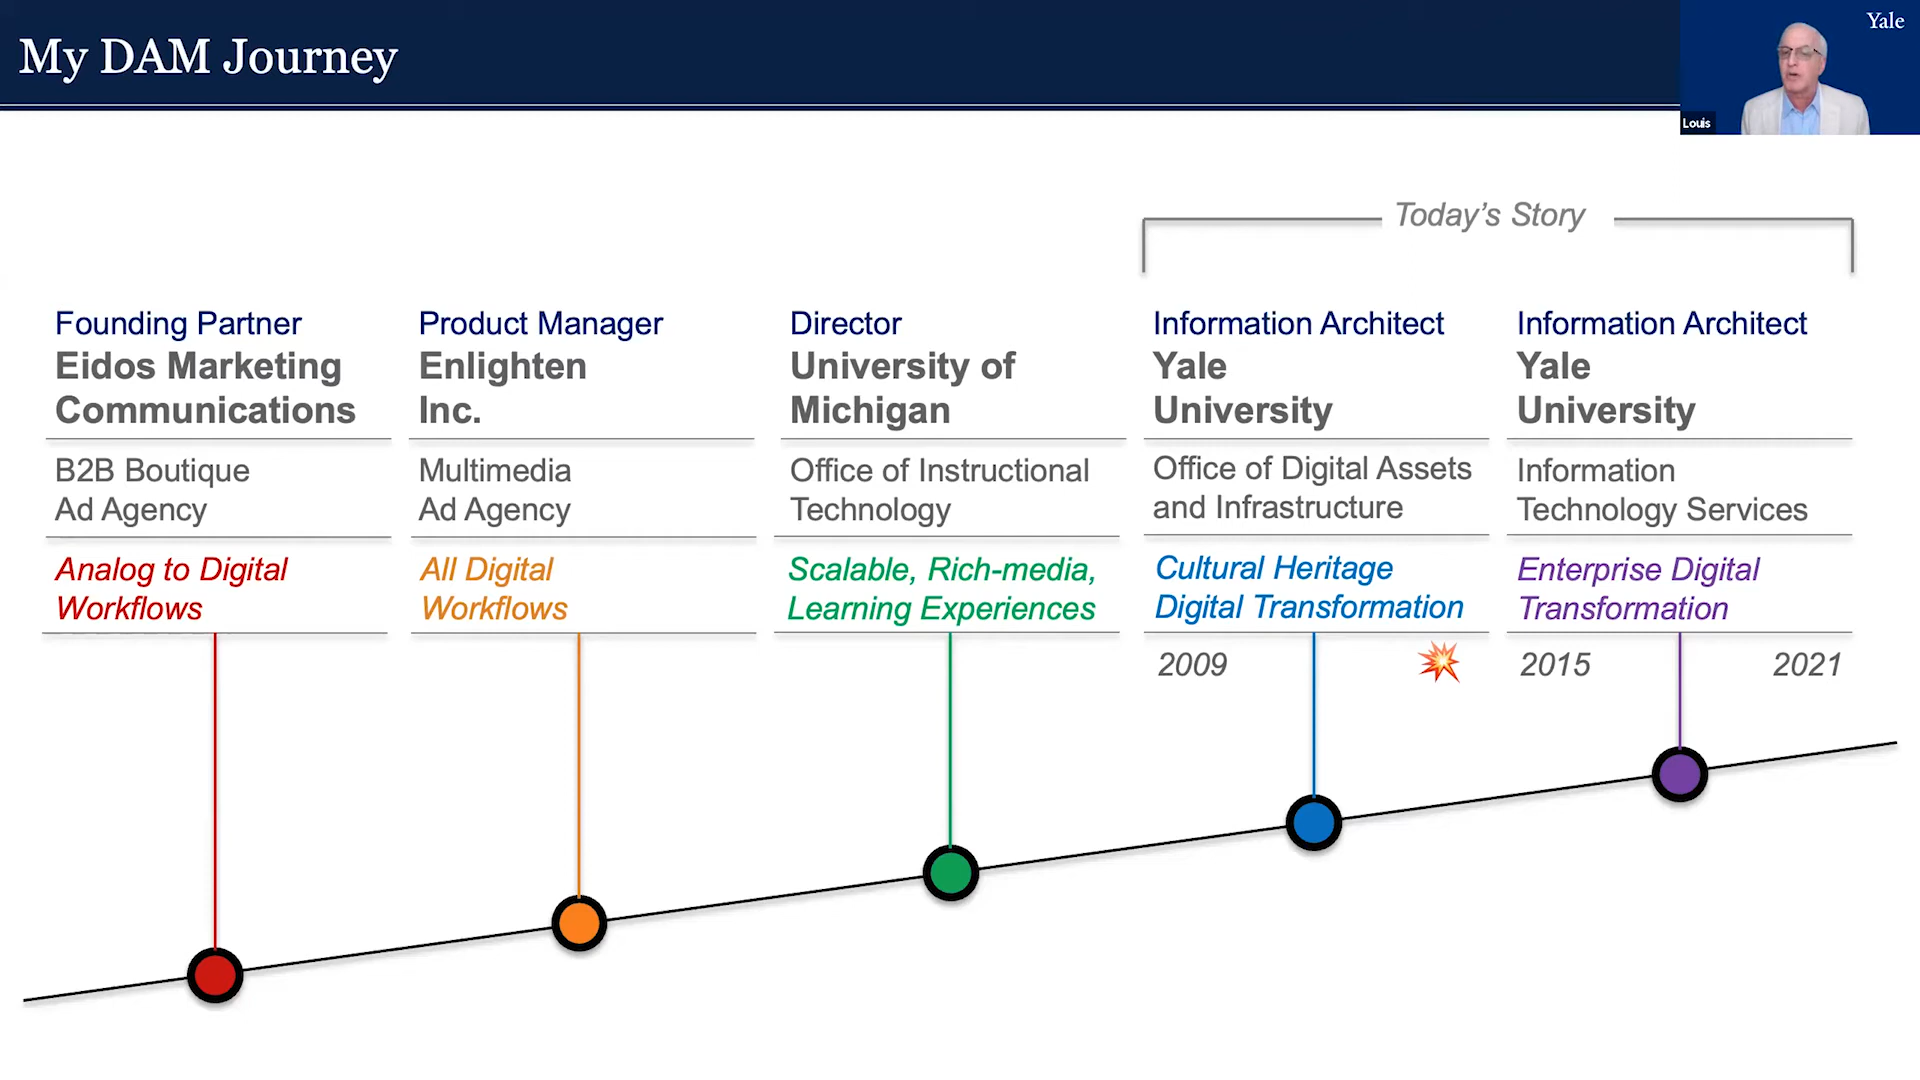 My DAM Journey
Yale
Louis
Today's Story
Founding Partner
Eidos Marketing
Communications
B2B Boutique
Ad Agency
Analog to Digital
Workflows
Product Manager
Enlighten
Inc.
Multimedia
Ad Agency
All Digital
Workflows
Director
University of
Michigan
Office of Instructional
Technology
Scalable, Rich-media,
Learning Experiences
Information Architect
Yale
University
Office of Digital Assets
and Infrastructure
Cultural Heritage
Digital Transformation
2009
Information Architect
Yale
University
Information
Technology Services
Enterprise Digital
Transformation
2015 2021